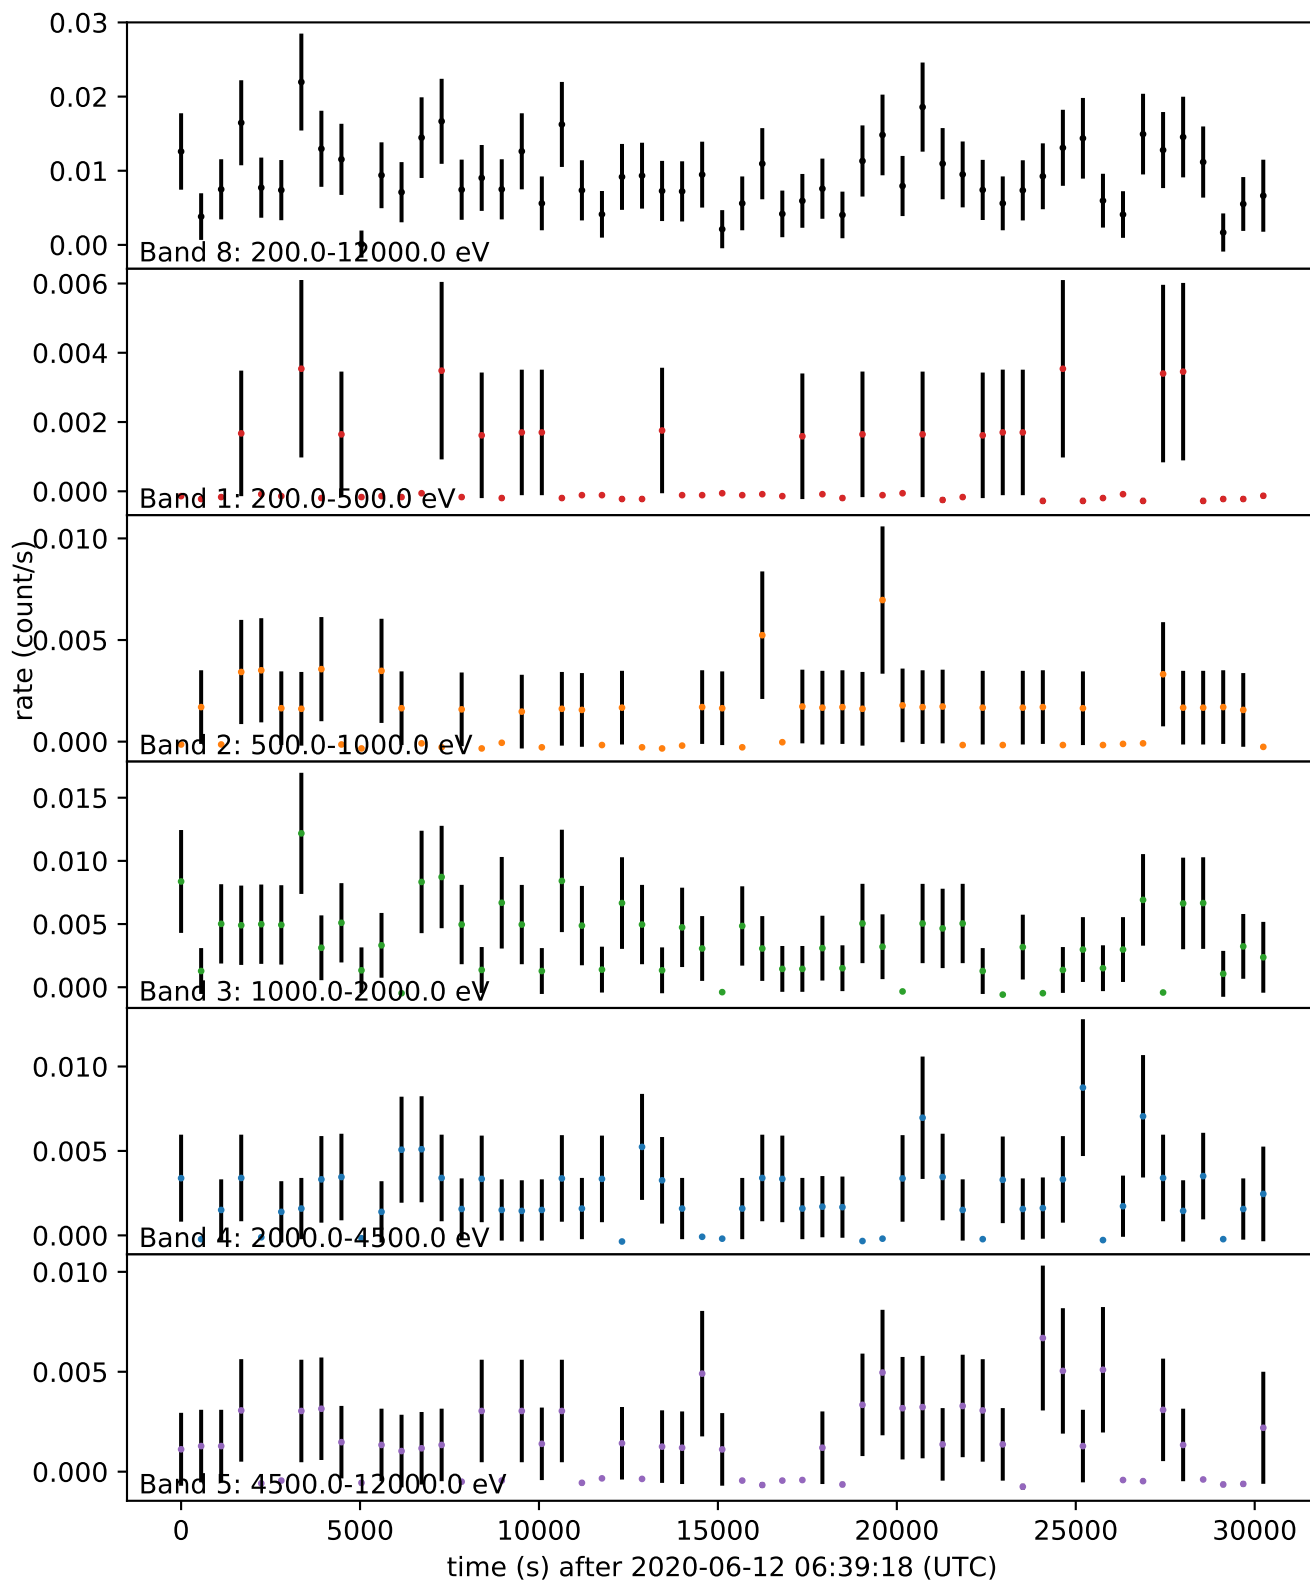 0.03
0.02
0.01
0.00
Band 8: 200.0-12000.0 eV
0.006
0.004
0.002
0.000
Band 1: 200.0-500.0 eV
rate (count/s)
0.010
0.005
0.000
Band 2: 500.0-1000.0 eV
0.015
0.010
0.005
0.000
Band 3: 1000.0-2000.0 eV
0.010
0.005
0.000
Band 4: 2000.0-4500.0 eV
0.010
0.005
0.000
Band 5: 4500.0-12000.0 eV
0 5000 10000 15000 20000 25000 30000
time (s) after 2020-06-12 06:39:18 (UTC)